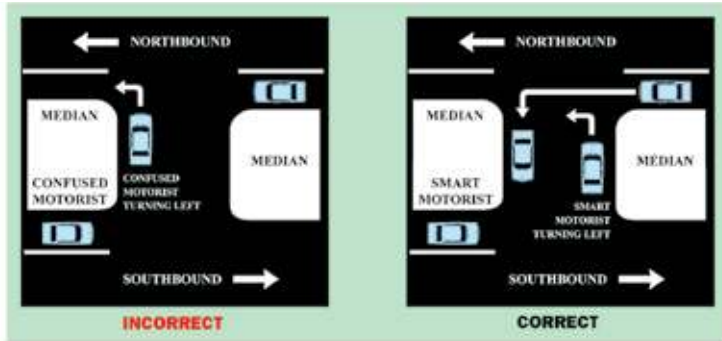 NORTHBOUND
MEDIAN
MEDIAN
CONFUSED
MOTORIST
CONFUSED
MOTORIST
TURNING LEFT
SOUTHBOUND
INCORRECT
NORTHBOUND
MEDIAN
MEDIAN
SMART
MOTORIST
SMART
MOTORIST
TURNING LEFT
SOUTHBOUND
CORRECT